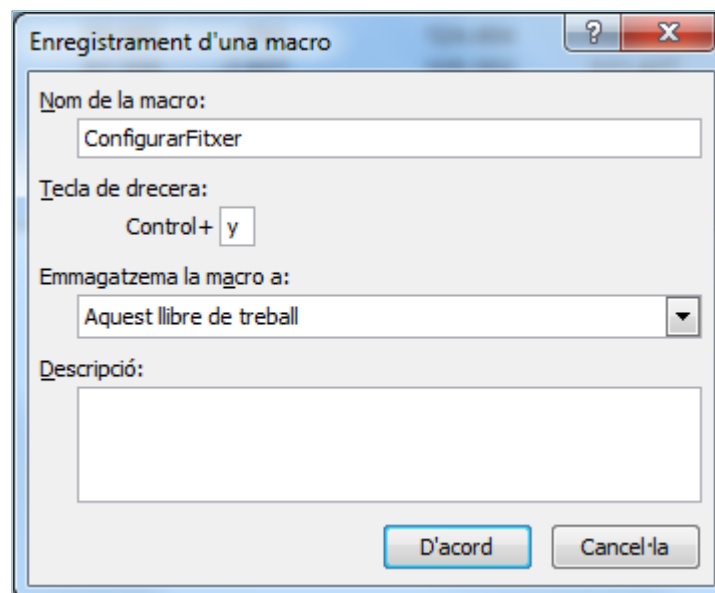 Enregistrament d'una macro
Nom de la macro:
ConfigurarFitxer
Tecla de drecera:
Control+ y
Emmagatzema la macro a:
Aquest llibre de treball
Descripció:
D'acord Cancel·la